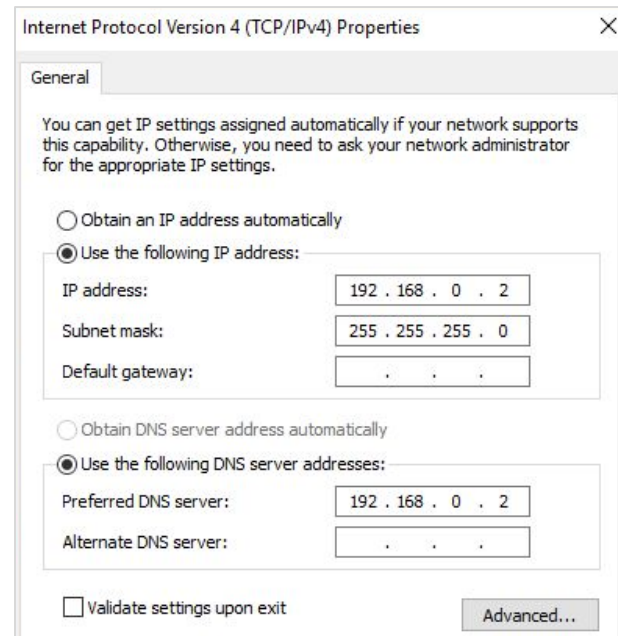 Internet Protocol Version 4 (TCP/IPv4) Properties
General
You can get IP settings assigned automatically if your network supports
this capability. Otherwise, you need to ask your network administrator
for the appropriate IP settings.
Obtain an IP address automatically
Use the following IP address:
IP address: 192 . 168 . 0 . 2
Subnet mask: 255 . 255 . 255 . 0
Default gateway: . . .
Obtain DNS server address automatically
Use the following DNS server addresses:
Preferred DNS server: 192 . 168 . 0 . 2
Alternate DNS server: . . .
Validate settings upon exit
Advanced...